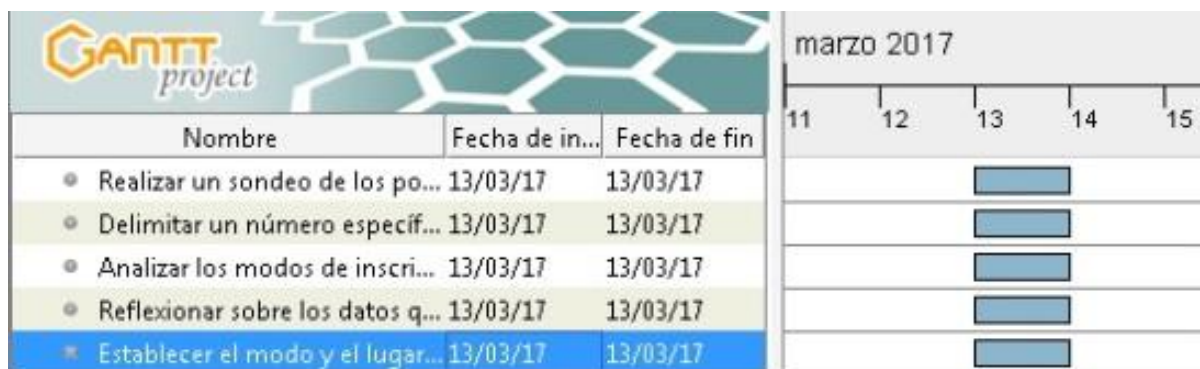 GANTT
project
marzo 2017
11 12 13 14 15
Nombre Fecha de in... Fecha de fin
Realizar un sondeo de los po... 13/03/17 13/03/17
Delimitar un número específ... 13/03/17 13/03/17
Analizar los modos de inscri... 13/03/17 13/03/17
Reflexionar sobre los datos q... 13/03/17 13/03/17
Establecer el modo y el lugar... 13/03/17 13/03/17